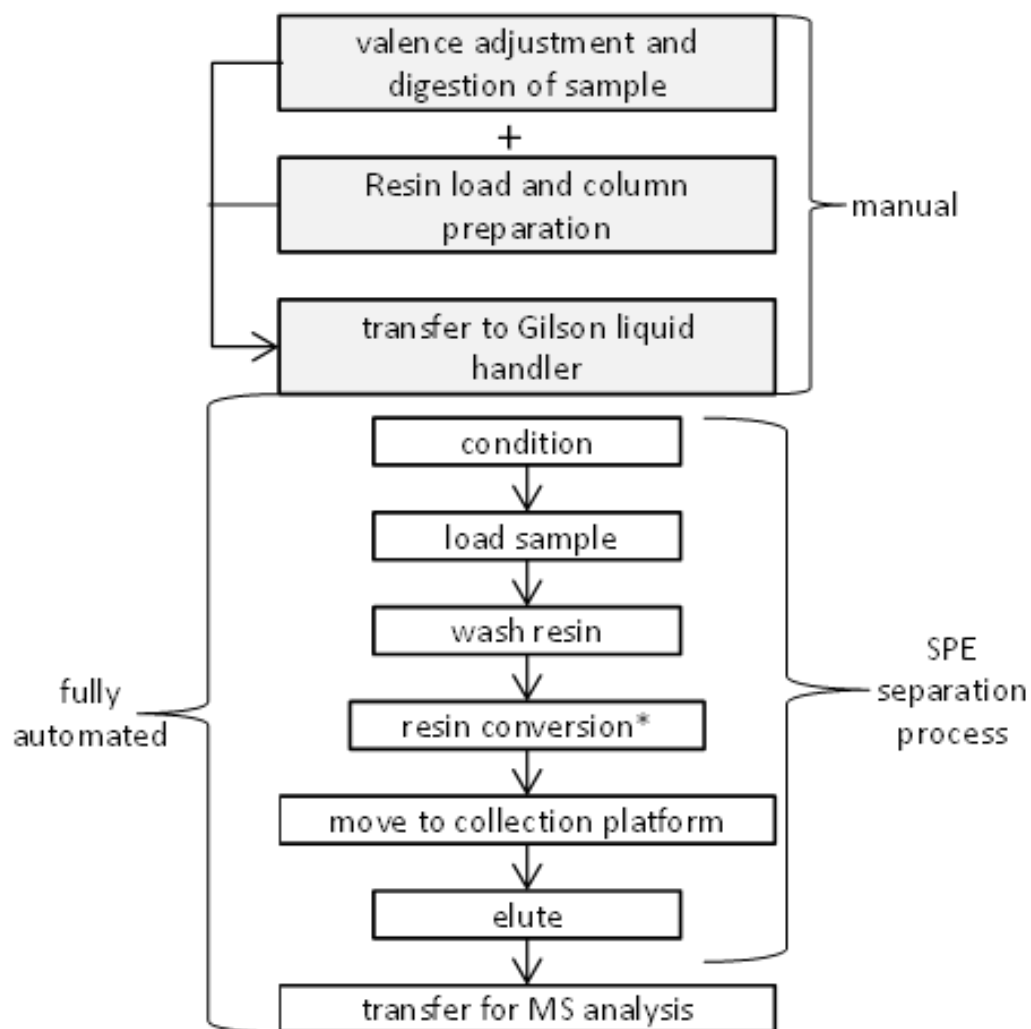 valence adjustment and
digestion of sample
+
Resin load and column
preparation
manual
transfer to Gilson liquid
handler
condition
load sample
wash resin
SPE
separation
process
fully
automated
resin conversion*
move to collection platform
elute
transfer for MS analysis